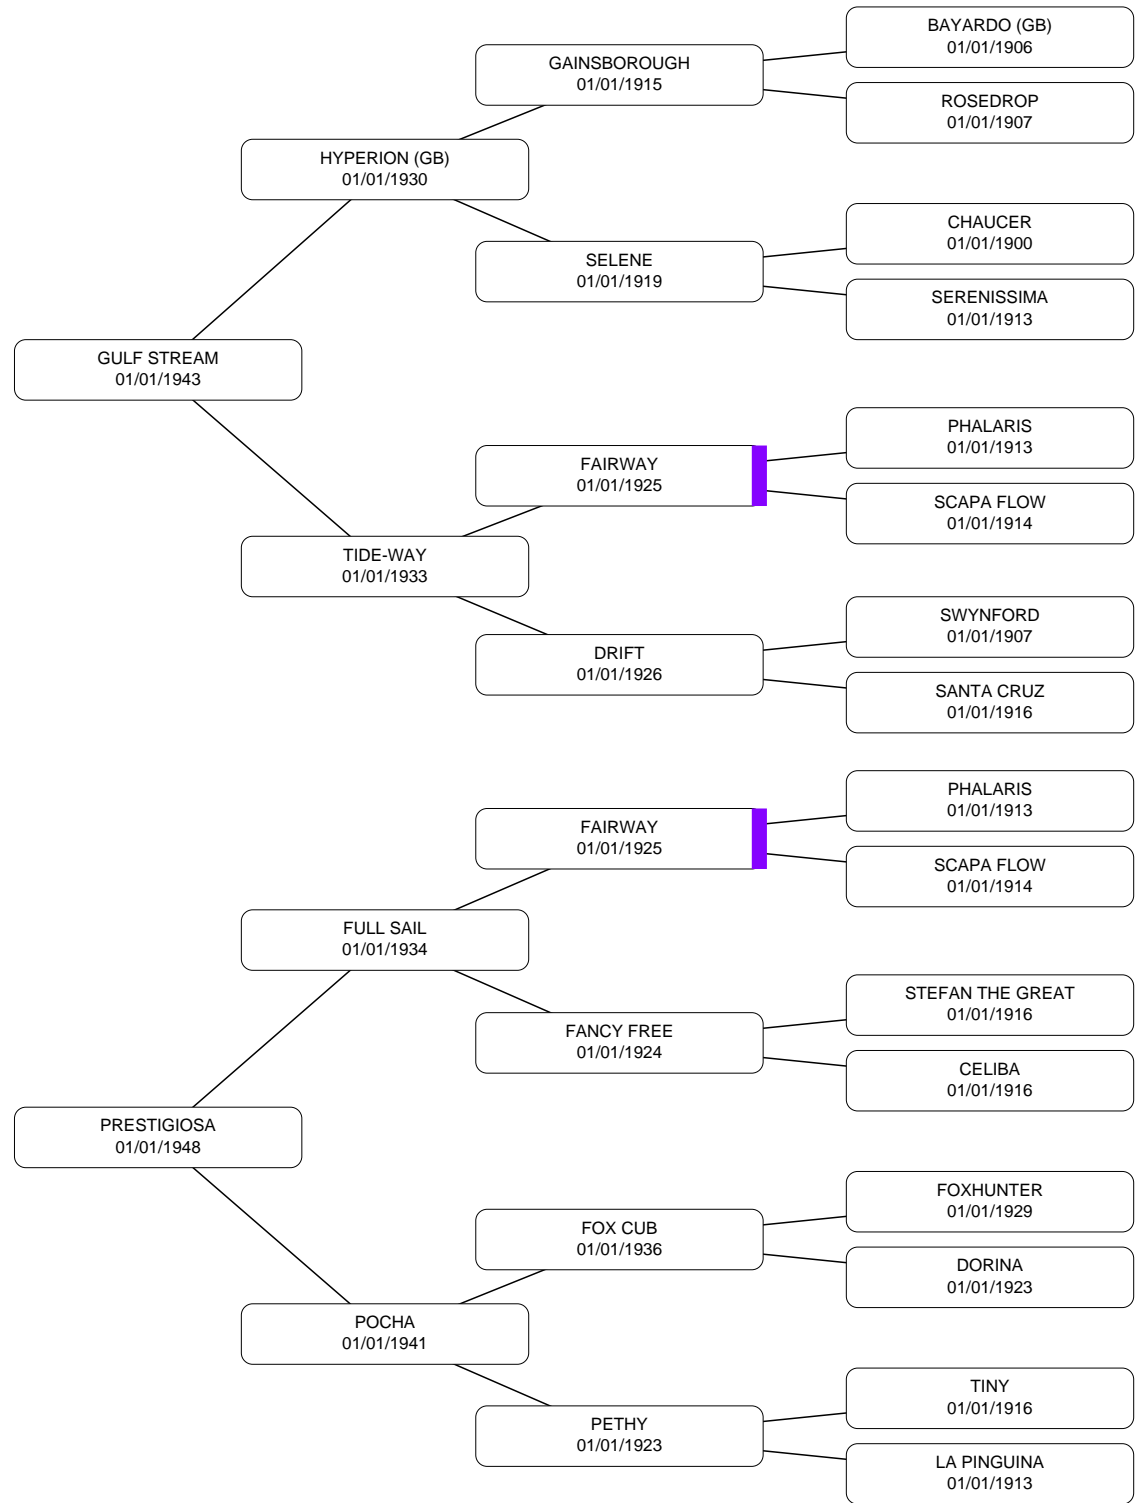 BAYARDO (GB)
01/01/1906
GAINSBOROUGH
01/01/1915
ROSEDROP
01/01/1907
HYPERION (GB)
01/01/1930
CHAUCER
01/01/1900
SELENE
01/01/1919
SERENISSIMA
01/01/1913
GULF STREAM
01/01/1943
PHALARIS
01/01/1913
FAIRWAY
01/01/1925
SCAPA FLOW
01/01/1914
TIDE-WAY
01/01/1933
SWYNFORD
01/01/1907
DRIFT
01/01/1926
SANTA CRUZ
01/01/1916
PHALARIS
01/01/1913
FAIRWAY
01/01/1925
SCAPA FLOW
01/01/1914
FULL SAIL
01/01/1934
STEFAN THE GREAT
01/01/1916
FANCY FREE
01/01/1924
CELIBA
01/01/1916
PRESTIGIOSA
01/01/1948
FOXHUNTER
01/01/1929
FOX CUB
01/01/1936
DORINA
01/01/1923
POCHA
01/01/1941
TINY
01/01/1916
PETHY
01/01/1923
LA PINGUINA
01/01/1913